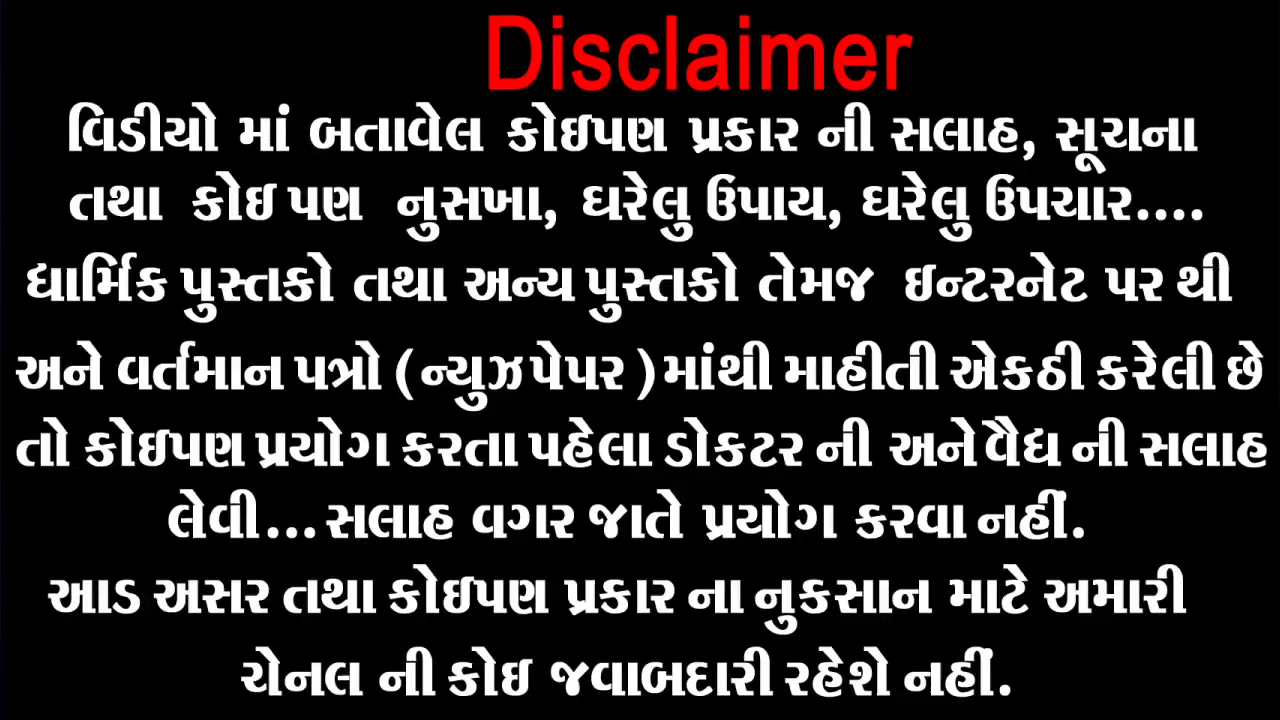 Disclaimer
વિડીયો માં બતાવેલ કોઇપણ પ્રકાર ની સલાહ, સૂચના
તથા કોઇ પણ નુસખા, ઘરેલુ ઉપાય, ઘરેલુ ઉપચાર....
ધાર્મિક પુસ્તકો તથા અન્ય પુસ્તકો તેમજ ઇન્ટરનેટ પર થી
અને વર્તમાન પત્રો ( ન્યુઝપેપર ) માંથી માહીતી એકઠી કરેલી છે
તો કોઇપણ પ્રયોગ કરતા પહેલા ડોકટર ની અને વૈદ્ય ની સલાહ
લેવી...સલાહ વગર જાતે પ્રયોગ કરવા નહીં.
આડ અસર તથા કોઇપણ પ્રકાર ના નુકસાન માટે અમારી
ચેનલ ની કોઇ જવાબદારી રહેશે નહીં.